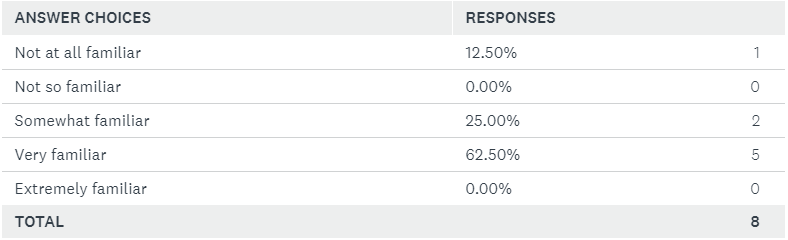 ANSWER CHOICES RESPONSES
Not at all familiar 12.50% 1
Not so familiar 0.00% 0
Somewhat familiar 25.00% 2
Very familiar 62.50% 5
Extremely familiar 0.00% 0
TOTAL 8